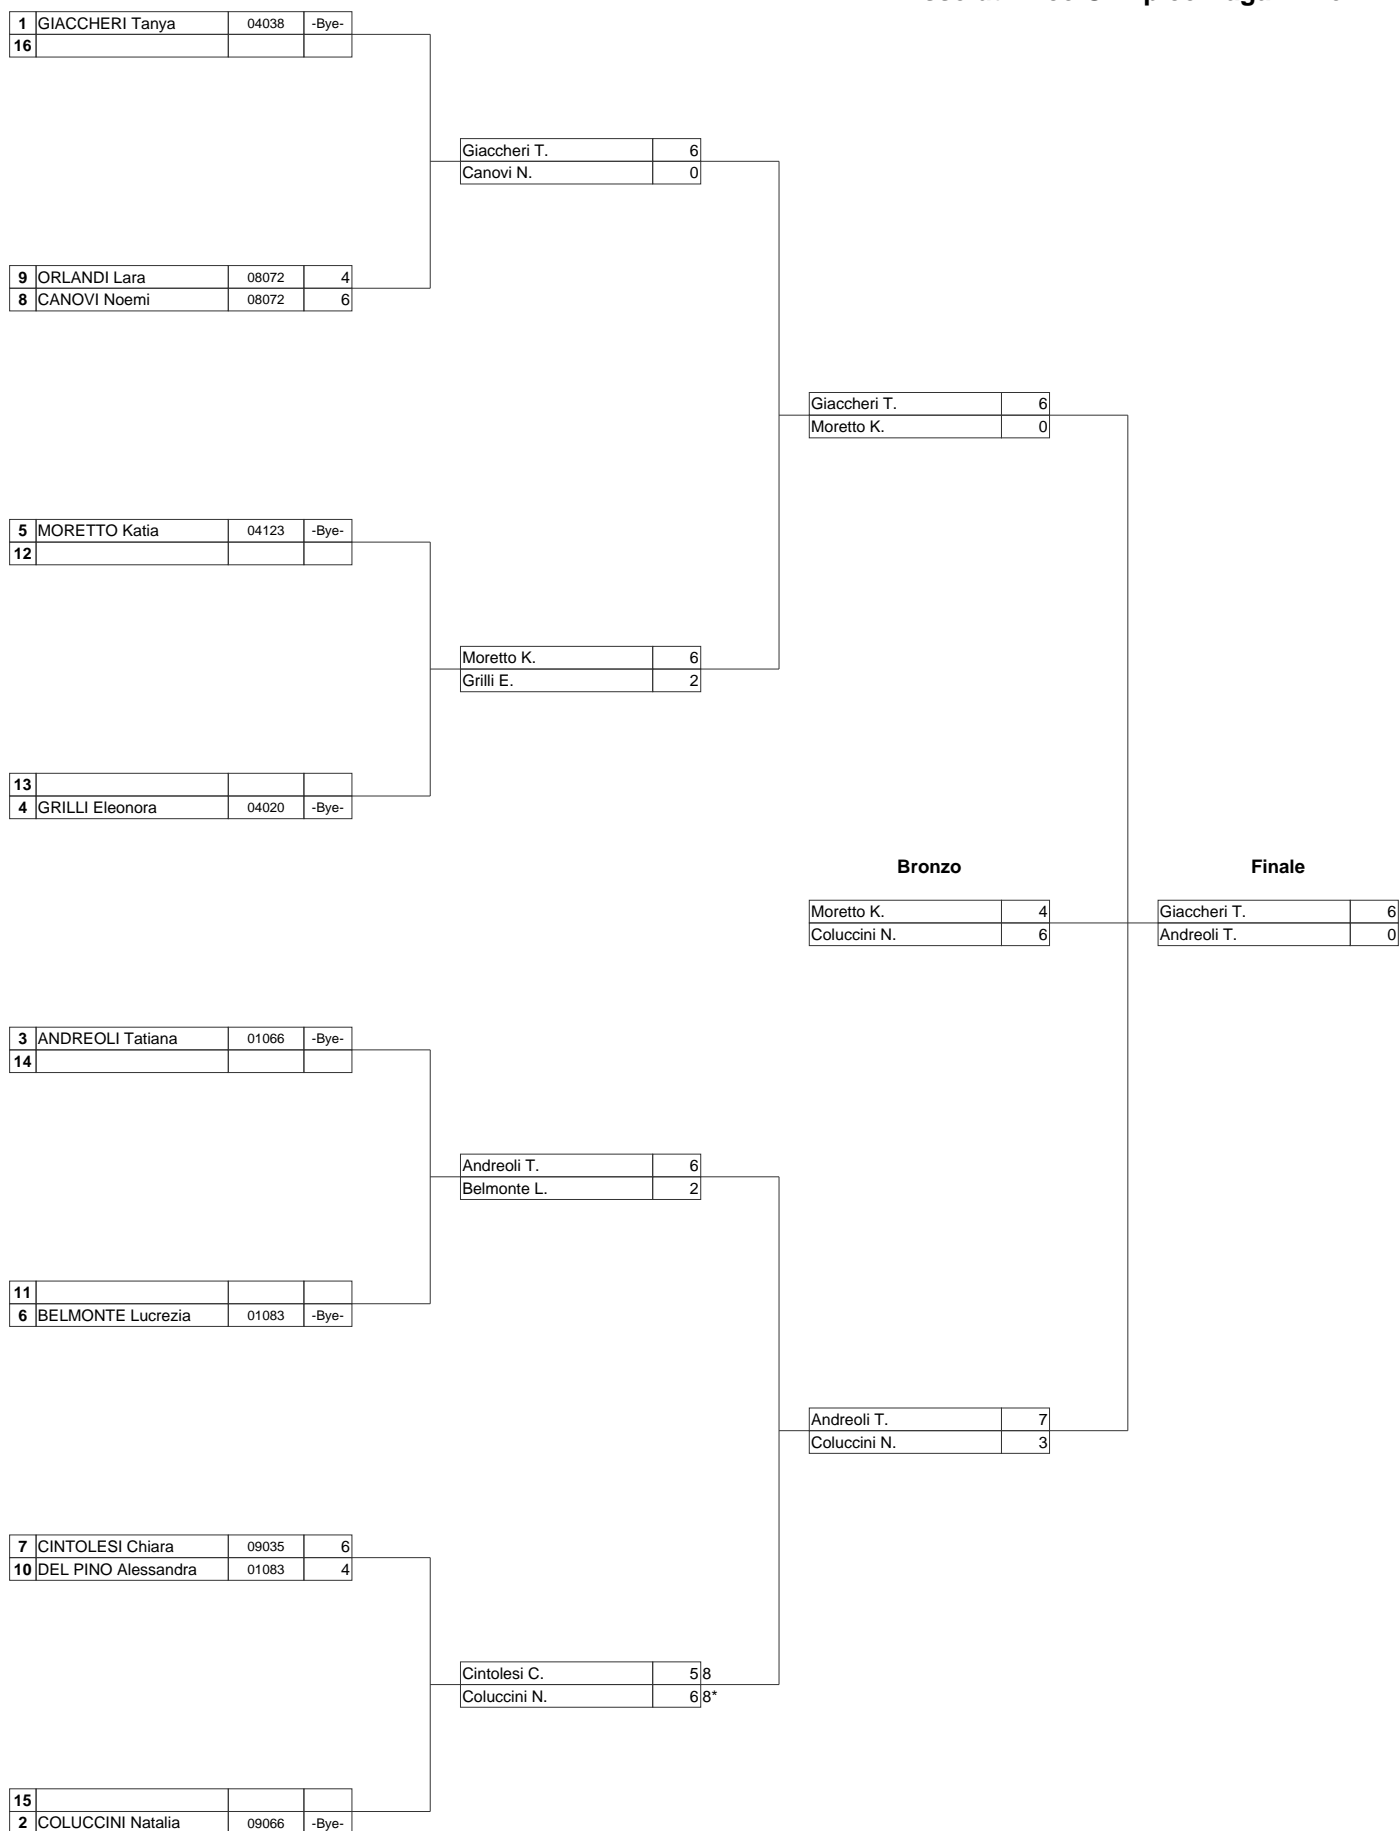 1 GIACCHERI Tanya 04038 -Bye-
16
Giaccheri T. 6
Canovi N. 0
9 ORLANDI Lara 08072 4
8 CANOVI Noemi 08072 6
Giaccheri T. 6
Moretto K. 0
5 MORETTO Katia 04123 -Bye-
12
Moretto K. 6
Grilli E. 2
13
4 GRILLI Eleonora 04020 -Bye-
Bronzo Finale
Moretto K. 4 Giaccheri T. 6
Coluccini N. 6 Andreoli T. 0
3 ANDREOLI Tatiana 01066 -Bye-
14
Andreoli T. 6
Belmonte L. 2
11
6 BELMONTE Lucrezia 01083 -Bye-
Andreoli T. 7
Coluccini N. 3
7 CINTOLESI Chiara 09035 6
10 DEL PINO Alessandra 01083 4
Cintolesi C. 5 8
Coluccini N. 6 8*
15
2 COLUCCINI Natalia 09066 -Bye-